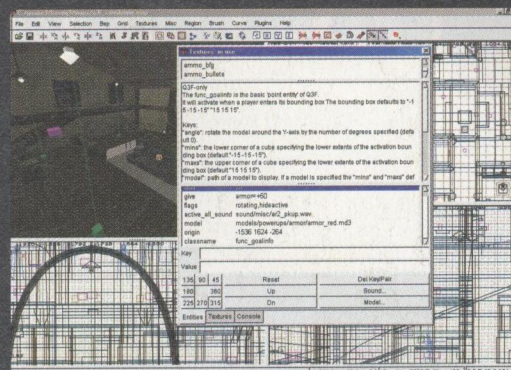 File Edit View Selection Bsp Grid Textures Misc Region Brush Curve Plugins Help
ammo_bfg
ammo_bullets
Q3F-only
The func_goalinfo is the basic 'point entity' of Q3F.
It will activate when a player enters its bounding box The bounding box defaults to "-1
5 -15 -15" "15 15 15".
Keys:
"angle": rotate the model around the Y-axis by the number of degrees specified (defa
ult 0).
"mins": the lower corner of a cube specifying the lower extents of the activation boun
ding box (default "-15 -15 -15").
"maxs": the upper corner of a cube specifying the lower extents of the activation boun
ding box (default "15 15 15").
"model": path of a model to display. If a model is specified the "mins" and "maxs" def
give armor=+50
flags rotating,hideactive
active_all_sound sound/misc/ar2_pkup.wav
model models/powerups/armor/armor_red.md3
origin -1536 1624 -264
classname func_goalinfo
Key
Value
135 90 45 Reset Del Key/Pair
180 360 Up Sound...
225 270 315 Dn Model...
Entities Textures Console